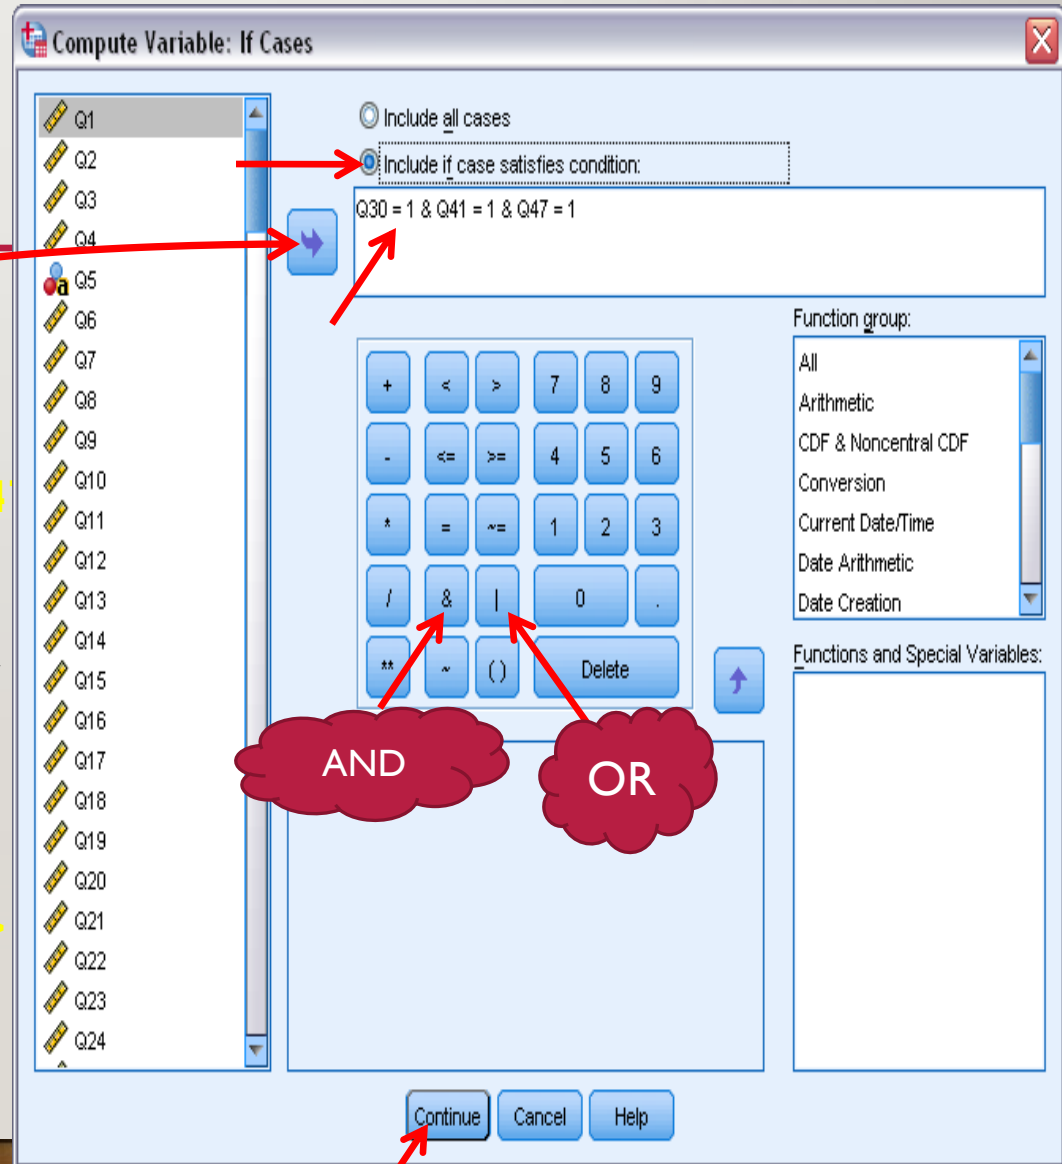 Compute Variable: If Cases
Q1
Q2
Q3
Q4
a Q5
Q6
Q7
Q8
Q9
Q10
Q11
Q12
Q13
Q14
Q15
Q16
Q17
Q18
Q19
Q20
Q21
Q22
Q23
Q24
Include all cases
Include if case satisfies condition:
Q30 = 1 & Q41 = 1 & Q47 = 1
+ < > 7 8 9
- <= >= 4 5 6
* = ~= 1 2 3
/ & | 0 .
** ~ ( ) Delete
AND
OR
Function group:
All
Arithmetic
CDF & Noncentral CDF
Conversion
Current Date/Time
Date Arithmetic
Date Creation
Functions and Special Variables:
Continue Cancel Help